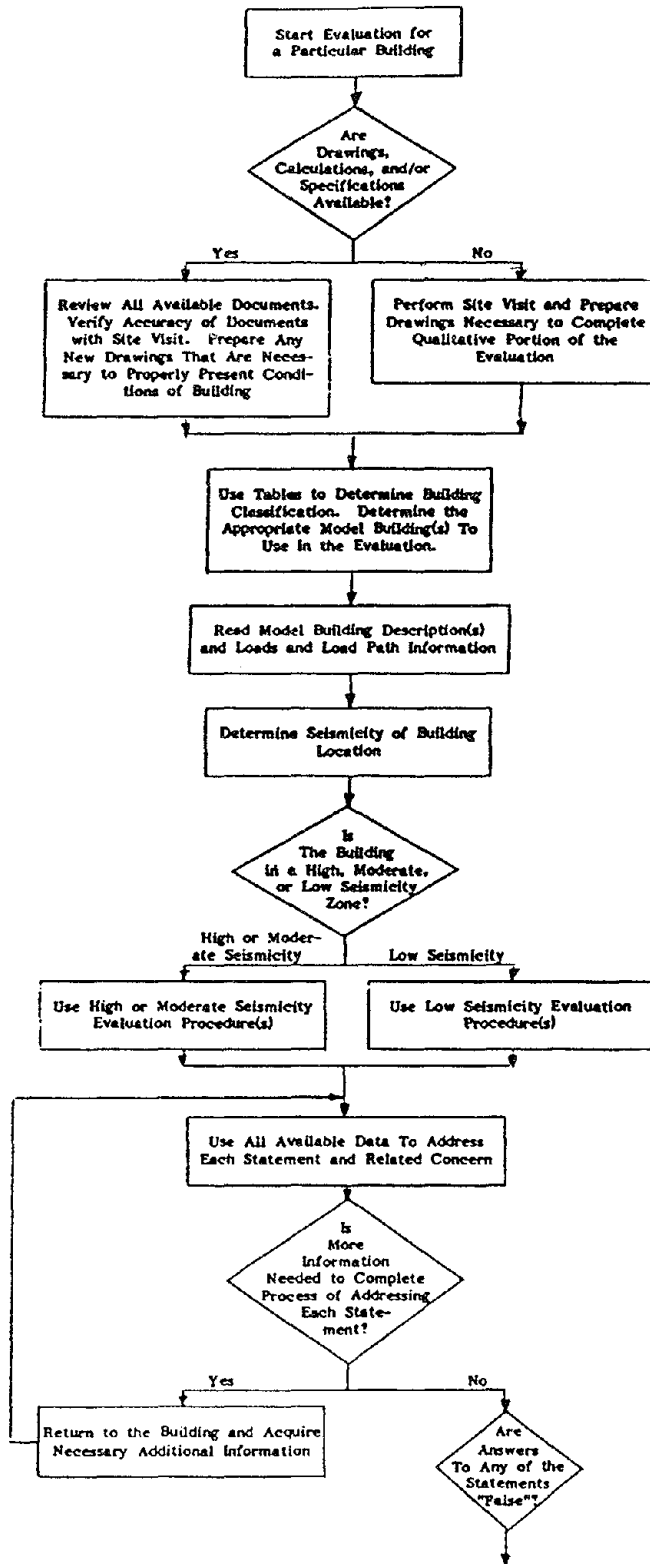 Start Evaluation for
a Particular Building
Are
Drawings,
Calculations, and/or
Specifications
Available?
Yes
No
Review All Available Documents.
Verify Accuracy of Documents
with Site Visit. Prepare Any
New Drawings That Are Neces-
sary to Properly Present Condi-
tions of Building
Perform Site Visit and Prepare
Drawings Necessary to Complete
Qualitative Portion of the
Evaluation
Use Tables to Determine Building
Classification. Determine the
Appropriate Model Building(s) To
Use in the Evaluation.
Read Model Building Description(s)
and Loads and Load Path Information
Determine Seismicity of Building
Location
Is
The Building
in a High, Moderate,
or Low Seismicity
Zone?
High or Moder-
ate Seismicity
Low Seismicity
Use High or Moderate Seismicity
Evaluation Procedure(s)
Use Low Seismicity Evaluation
Procedure(s)
Use All Available Data To Address
Each Statement and Related Concern
Is
More
Information
Needed to Complete
Process of Addressing
Each State-
ment?
Yes
No
Return to the Building and Acquire
Necessary Additional Information
Are
Answers
To Any of the
Statements
"False"?